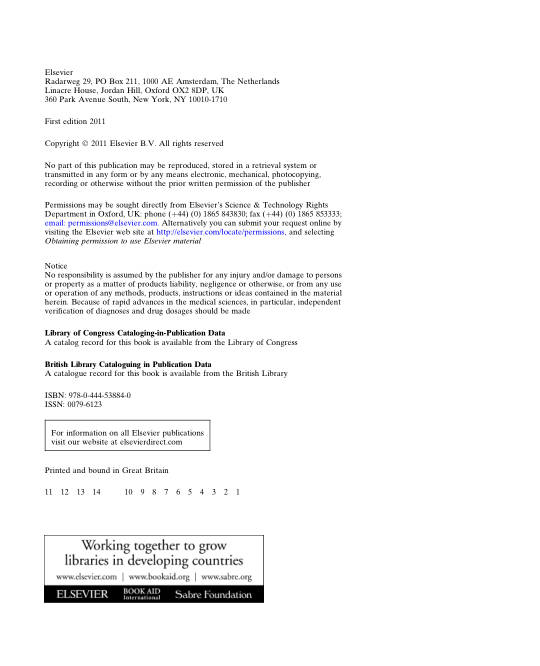 Elsevier
Radarweg 29, PO Box 211, 1000 AE Amsterdam, The Netherlands
Linacre House, Jordan Hill, Oxford OX2 8DP, UK
360 Park Avenue South, New York, NY 10010-1710
First edition 2011
Copyright © 2011 Elsevier B.V. All rights reserved
No part of this publication may be reproduced, stored in a retrieval system or
transmitted in any form or by any means electronic, mechanical, photocopying,
recording or otherwise without the prior written permission of the publisher
Permissions may be sought directly from Elsevier's Science & Technology Rights
Department in Oxford, UK: phone (+44) (0) 1865 843830; fax (+44) (0) 1865 853333;
email: permissions@elsevier.com. Alternatively you can submit your request online by
visiting the Elsevier web site at http://elsevier.com/locate/permissions, and selecting
Obtaining permission to use Elsevier material
Notice
No responsibility is assumed by the publisher for any injury and/or damage to persons
or property as a matter of products liability, negligence or otherwise, or from any use
or operation of any methods, products, instructions or ideas contained in the material
herein. Because of rapid advances in the medical sciences, in particular, independent
verification of diagnoses and drug dosages should be made
Library of Congress Cataloging-in-Publication Data
A catalog record for this book is available from the Library of Congress
British Library Cataloguing in Publication Data
A catalogue record for this book is available from the British Library
ISBN: 978-0-444-53884-0
ISSN: 0079-6123
For information on all Elsevier publications
visit our website at elsevierdirect.com
Printed and bound in Great Britain
11 12 13 14 10 9 8 7 6 5 4 3 2 1
Working together to grow
libraries in developing countries
www.elsevier.com | www.bookaid.org | www.sabre.org
ELSEVIER BOOK AID International Sabre Foundation